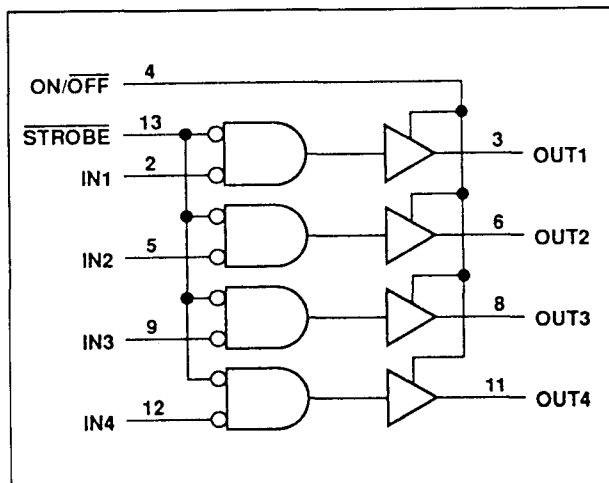 ON/OFF 4
STROBE 13
IN1 2
3 OUT1
IN2 5
6 OUT2
IN3 9
8 OUT3
IN4 12
11 OUT4